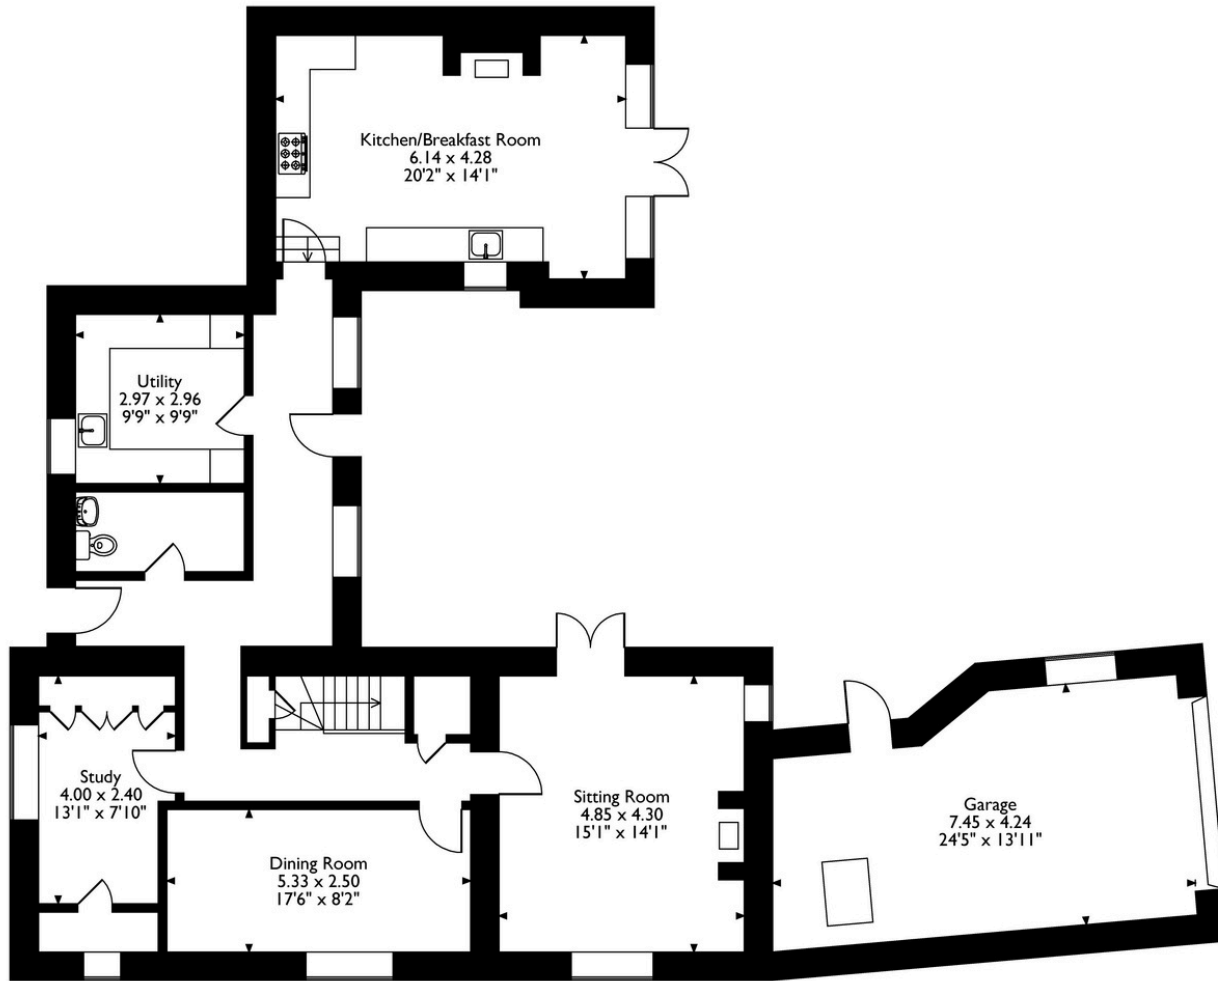 Kitchen/Breakfast Room
6.14 x 4.28
20'2" x 14'1"
Utility
2.97 x 2.96
9'9" x 9'9"
Study
4.00 x 2.40
13'1" x 7'10"
Dining Room
5.33 x 2.50
17'6" x 8'2"
Sitting Room
4.85 x 4.30
15'1" x 14'1"
Garage
7.45 x 4.24
24'5" x 13'11"